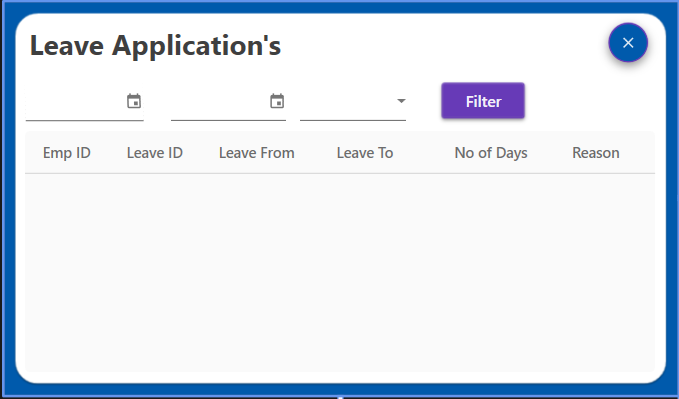 Leave Application's
Filter
Emp ID Leave ID Leave From Leave To No of Days Reason